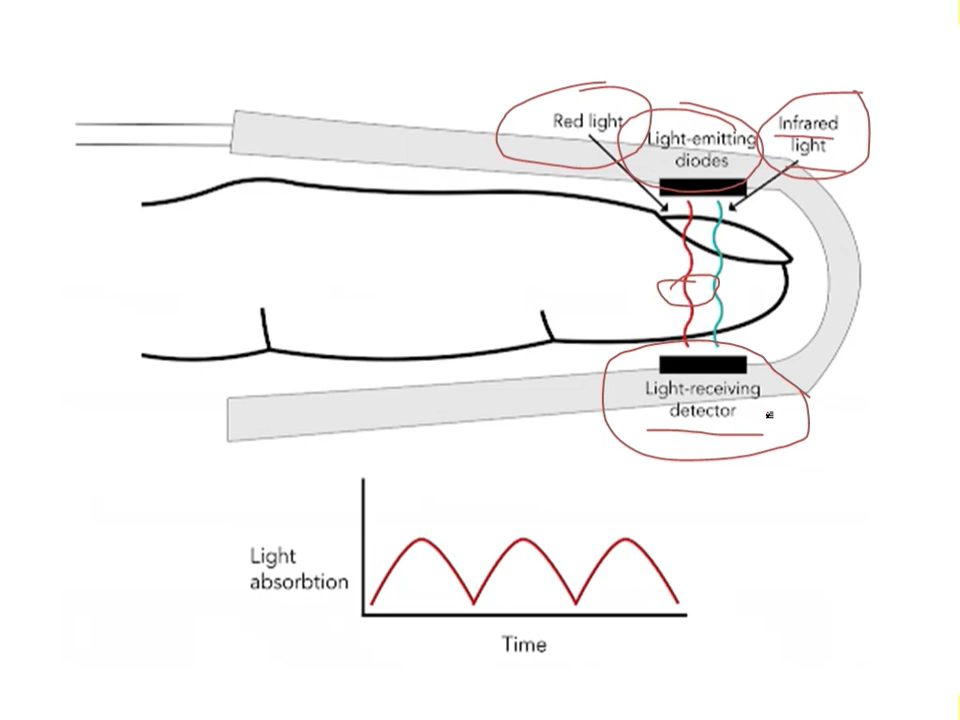 Red light
Light-emitting
diodes
Infrared
light
Light-receiving
detector
Light
absorbtion
Time